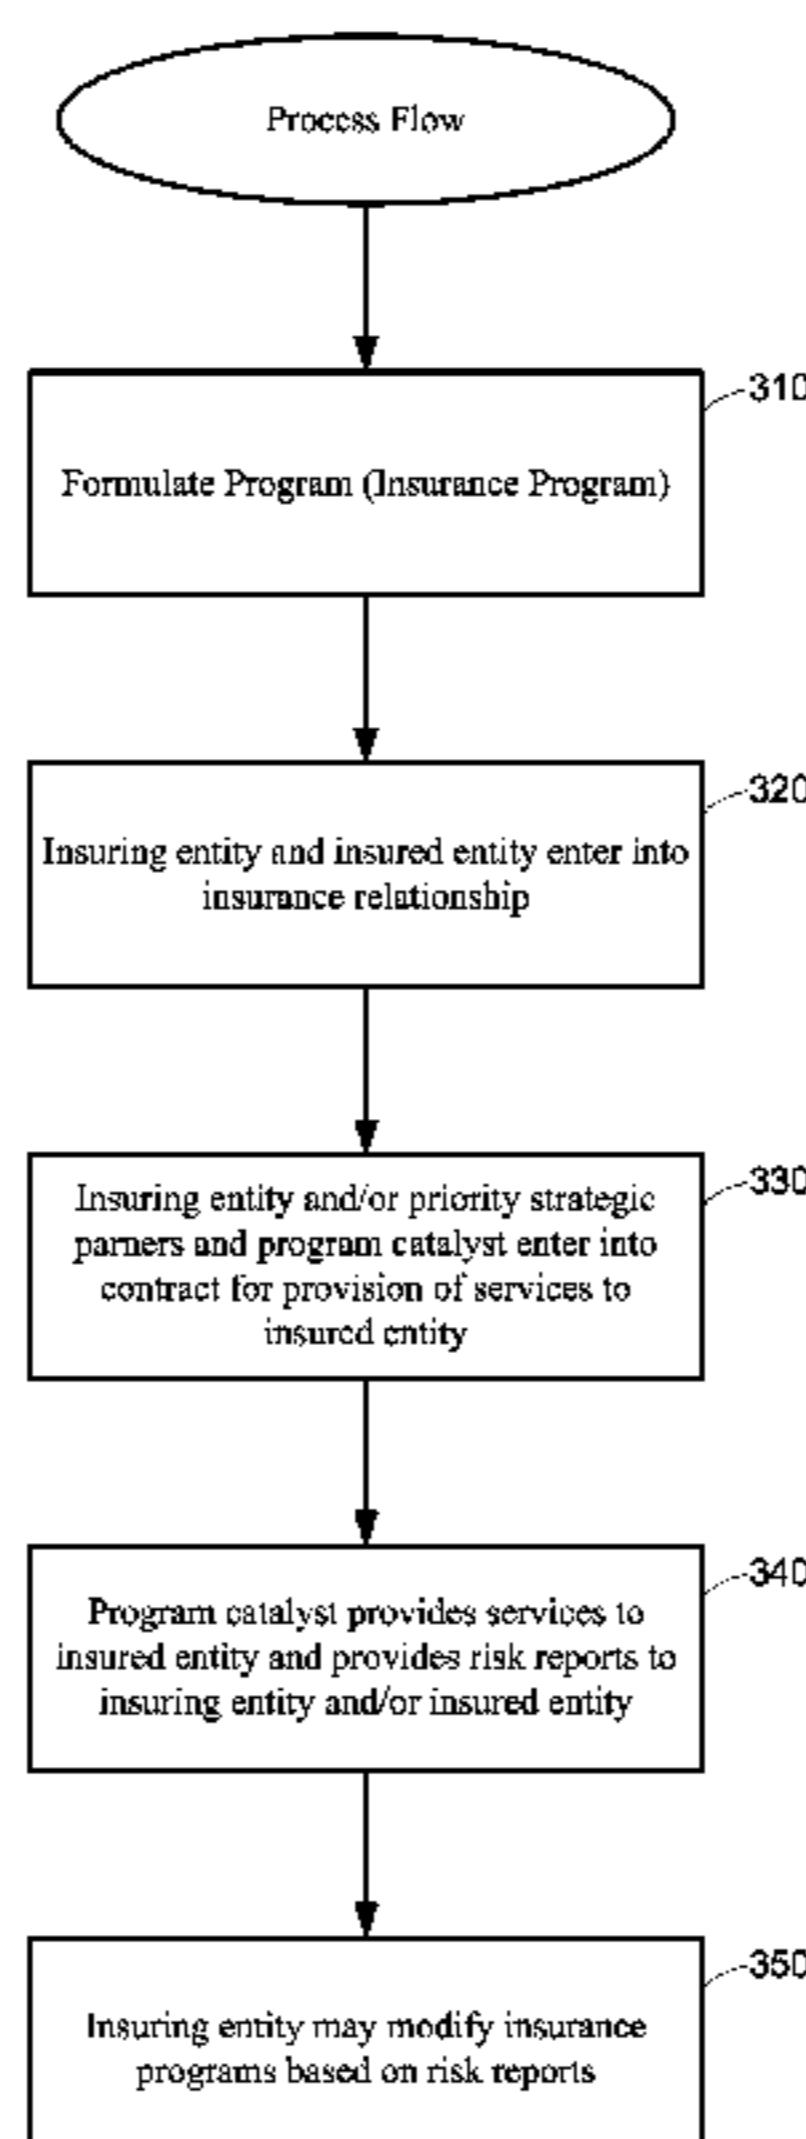 Process Flow
310
Formulate Program (Insurance Program)
320
Insuring entity and insured entity enter into
insurance relationship
330
Insuring entity and/or priority strategic
parners and program catalyst enter into
contract for provision of services to
insured entity
340
Program catalyst provides services to
insured entity and provides risk reports to
insuring entity and/or insured entity
350
Insuring entity may modify insurance
programs based on risk reports